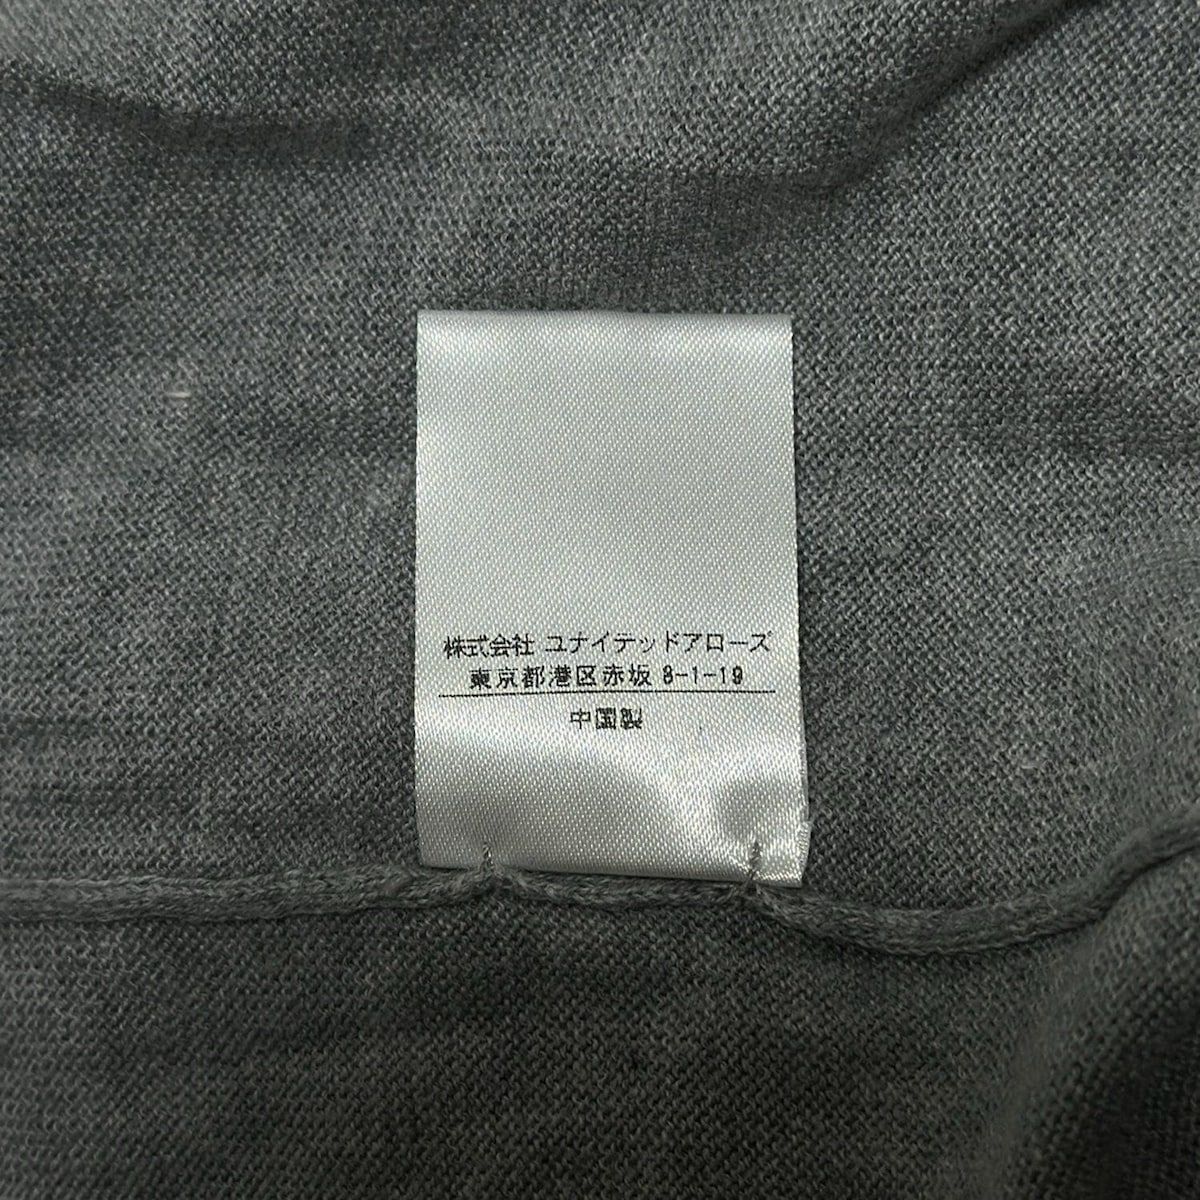 株式会社 ユナイテッドアローズ
東京都港区赤坂 8-1-19
中国製